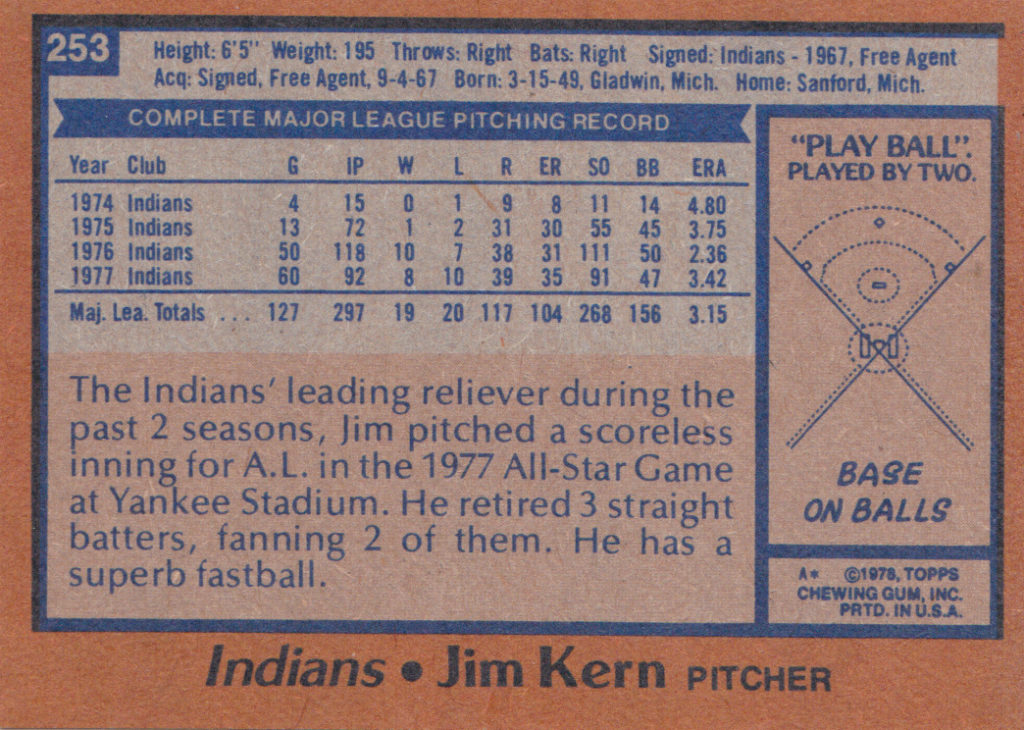 253
Height: 6'5" Weight: 195 Throws: Right Bats: Right Signed: Indians - 1967, Free Agent
Acq: Signed, Free Agent, 9-4-67 Born: 3-15-49, Gladwin, Mich. Home: Sanford, Mich.
COMPLETE MAJOR LEAGUE PITCHING RECORD
Year Club G IP W L R ER SO BB ERA
1974 Indians 4 15 0 1 9 8 11 14 4.80
1975 Indians 13 72 1 2 31 30 55 45 3.75
1976 Indians 50 118 10 7 38 31 111 50 2.36
1977 Indians 60 92 8 10 39 35 91 47 3.42
Maj. Lea. Totals ... 127 297 19 20 117 104 268 156 3.15
The Indians' leading reliever during the
past 2 seasons, Jim pitched a scoreless
inning for A.L. in the 1977 All-Star Game
at Yankee Stadium. He retired 3 straight
batters, fanning 2 of them. He has a
superb fastball.
"PLAY BALL".
PLAYED BY TWO.
BASE
ON BALLS
A* ©1978, TOPPS
CHEWING GUM, INC.
PRTD. IN U.S.A.
Indians • Jim Kern PITCHER